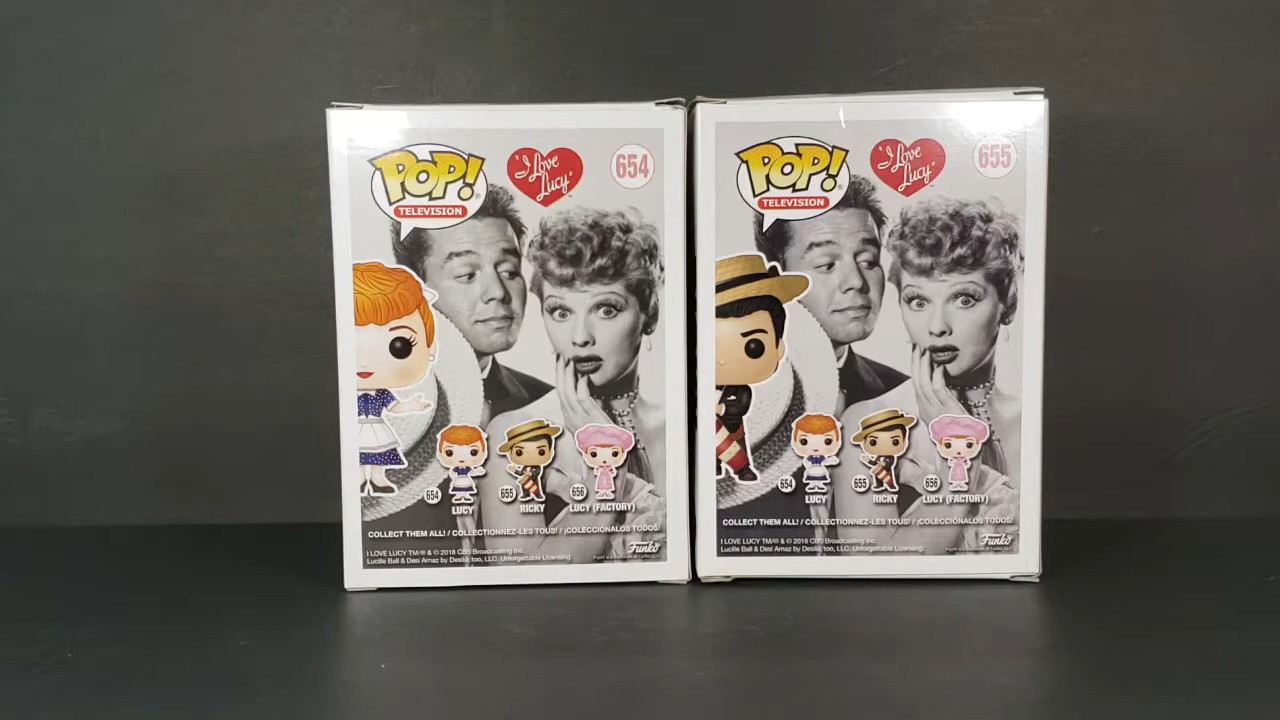 POP!
TELEVISION
"I Love Lucy"
654
654
655
656
LUCY
RICKY
LUCY (FACTORY)
COLLECT THEM ALL! / COLLECTIONNEZ-LES TOUS! / ¡COLECCIÓNALOS TODOS!
I LOVE LUCY TM/® & © 2018 CBS Broadcasting Inc.
Lucille Ball & Desi Arnaz by Desilu, too, LLC. Unforgettable Licensing.
Funko
POP!
TELEVISION
"I Love Lucy"
655
654
655
656
LUCY
RICKY
LUCY (FACTORY)
COLLECT THEM ALL! / COLLECTIONNEZ-LES TOUS! / ¡COLECCIÓNALOS TODOS!
I LOVE LUCY TM/® & © 2018 CBS Broadcasting Inc.
Lucille Ball & Desi Arnaz by Desilu, too, LLC. Unforgettable Licensing.
Funko